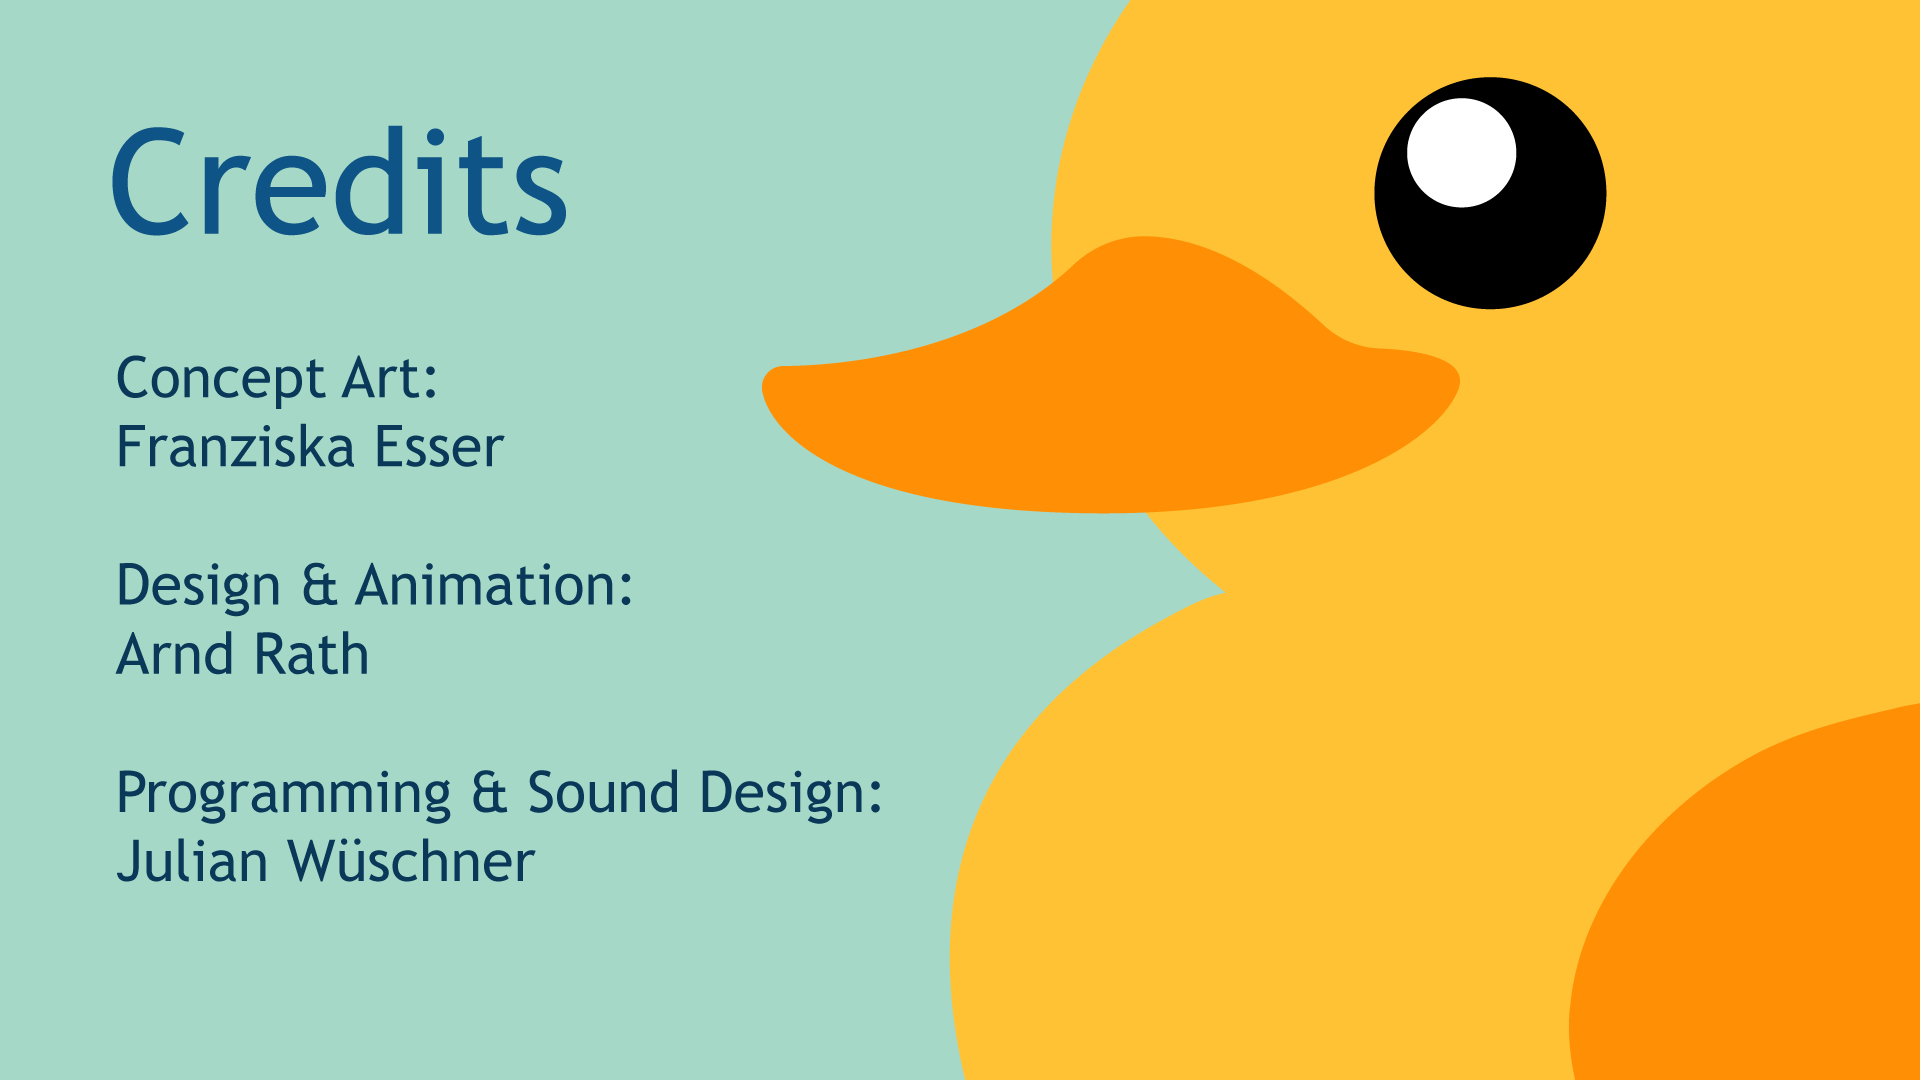 Credits
Concept Art:
Franziska Esser
Design & Animation:
Arnd Rath
Programming & Sound Design:
Julian Wüschner